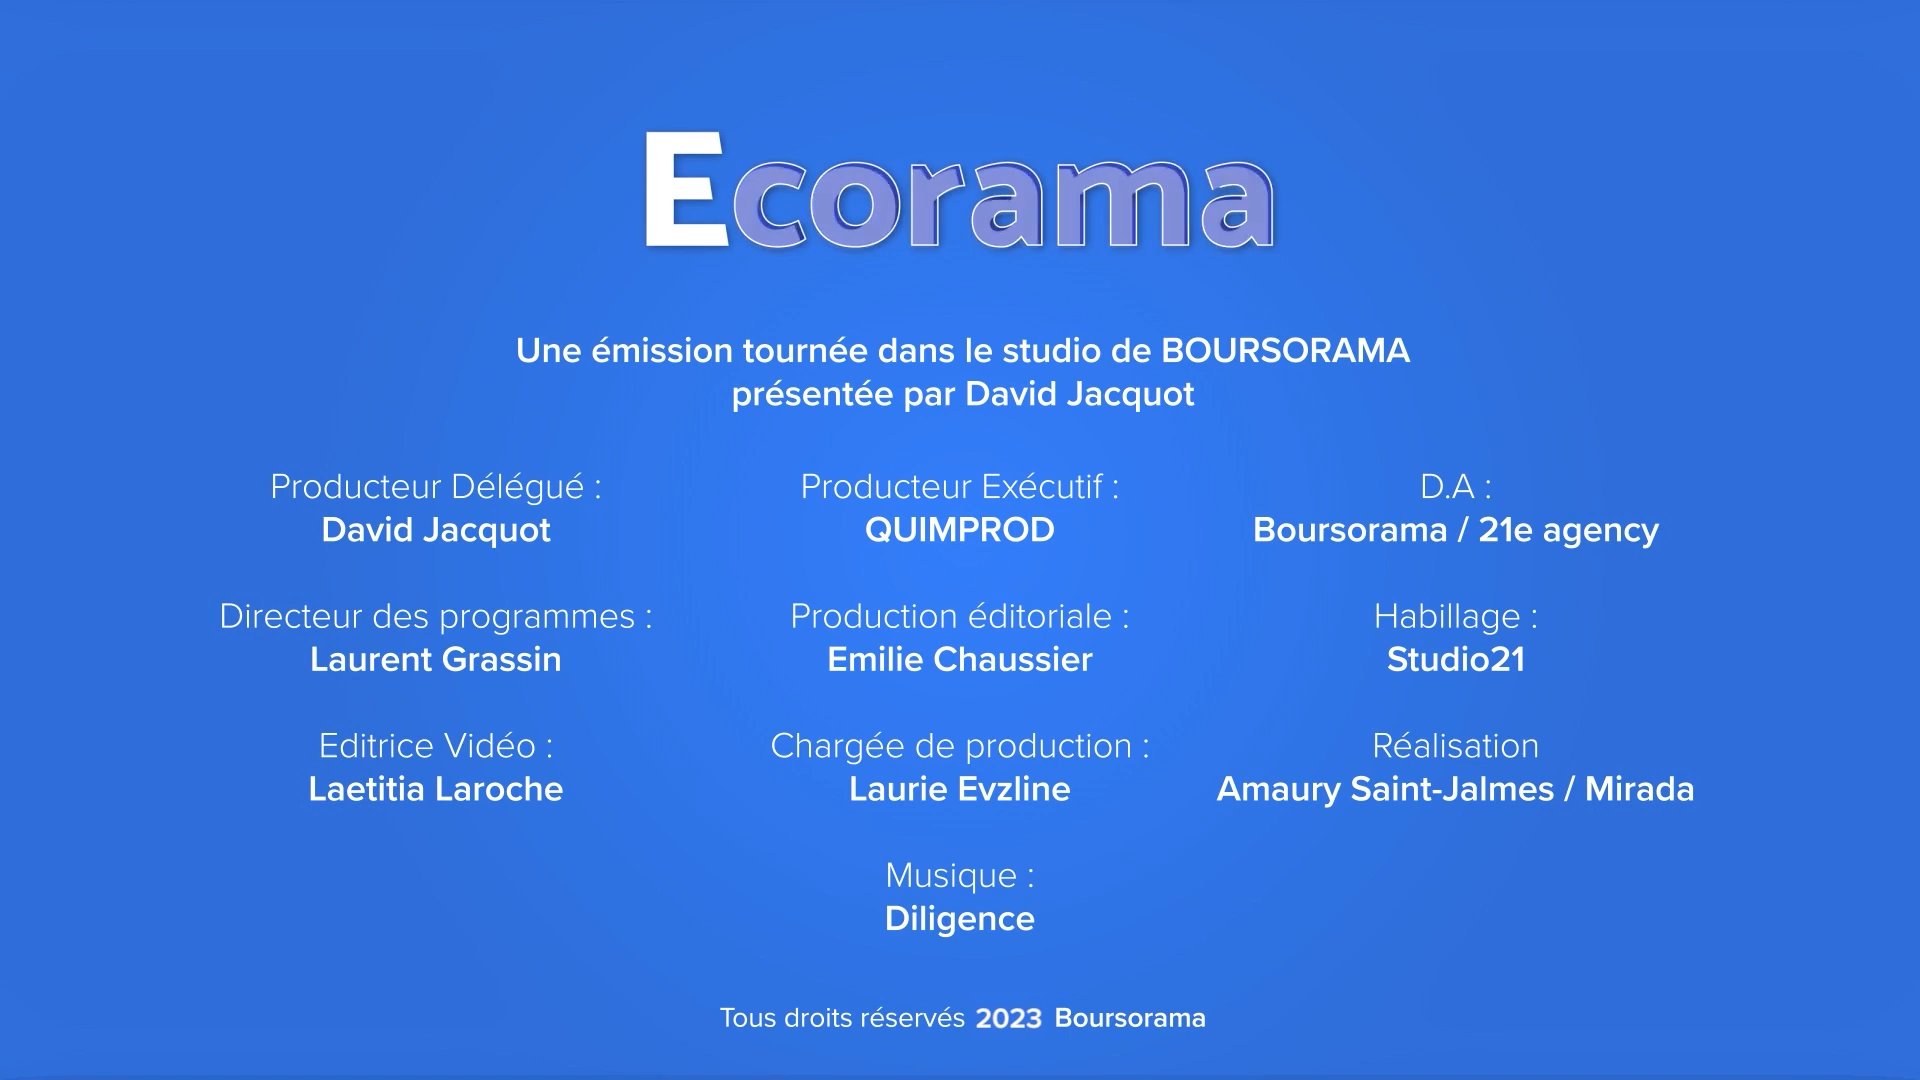 Ecorama
Une émission tournée dans le studio de BOURSORAMA
présentée par David Jacquot
Producteur Délégué :
David Jacquot
Producteur Exécutif :
QUIMPROD
D.A :
Boursorama / 21e agency
Directeur des programmes :
Laurent Grassin
Production éditoriale :
Emilie Chaussier
Habillage :
Studio21
Editrice Vidéo :
Laetitia Laroche
Chargée de production :
Laurie Evzline
Réalisation
Amaury Saint-Jalmes / Mirada
Musique :
Diligence
Tous droits réservés 2023 Boursorama